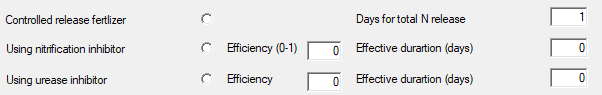 Controlled release fertlizer Days for total N release 1
Using nitrification inhibitor Efficiency (0-1) 0 Effective durartion (days) 0
Using urease inhibitor Efficiency 0 Effective durartion (days) 0